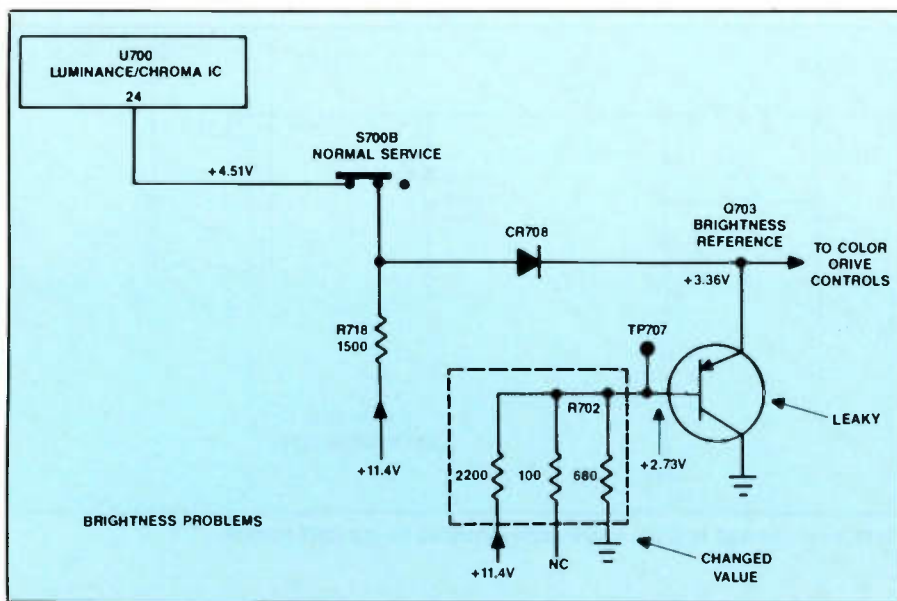 U700
LUMINANCE/CHROMA IC
24
S700B
NORMAL SERVICE
+4.51V
Q703
BRIGHTNESS
REFERENCE
CR708
TO COLOR
DRIVE
CONTROLS
+3.36V
R718
1500
TP707
R702
LEAKY
+11.4V
2200
100
680
+2.73V
BRIGHTNESS PROBLEMS
+11.4V
NC
CHANGED
VALUE